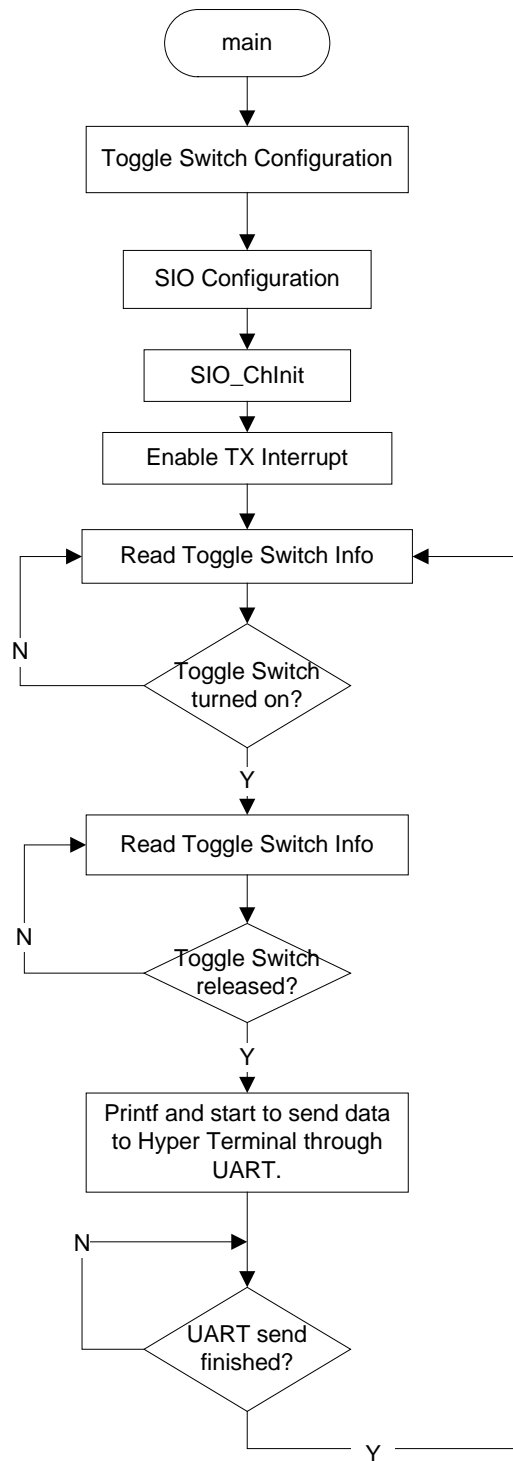 main
Toggle Switch Configuration
SIO Configuration
SIO_ChInit
Enable TX Interrupt
Read Toggle Switch Info
N
Toggle Switch
turned on?
Y
Read Toggle Switch Info
N
Toggle Switch
released?
Y
Printf and start to send data
to Hyper Terminal through
UART.
N
UART send
finished?
Y